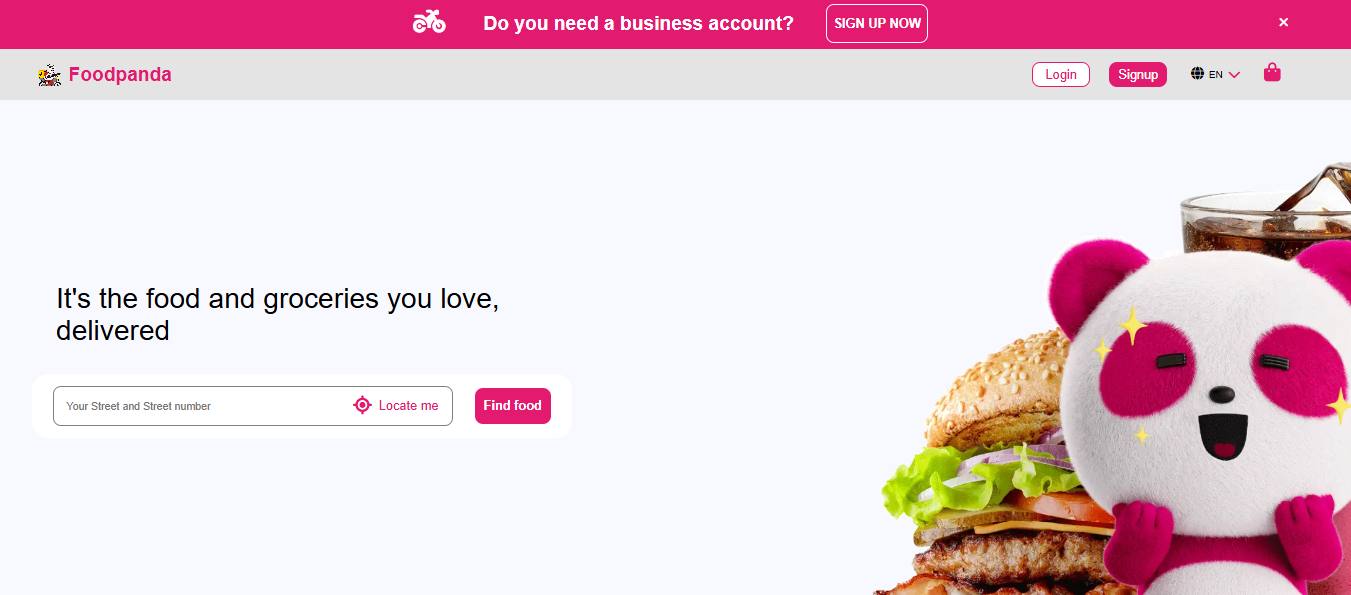 Do you need a business account?
SIGN UP NOW
×
Foodpanda
Login
Signup
EN
It's the food and groceries you love,
delivered
Your Street and Street number
Locate me
Find food